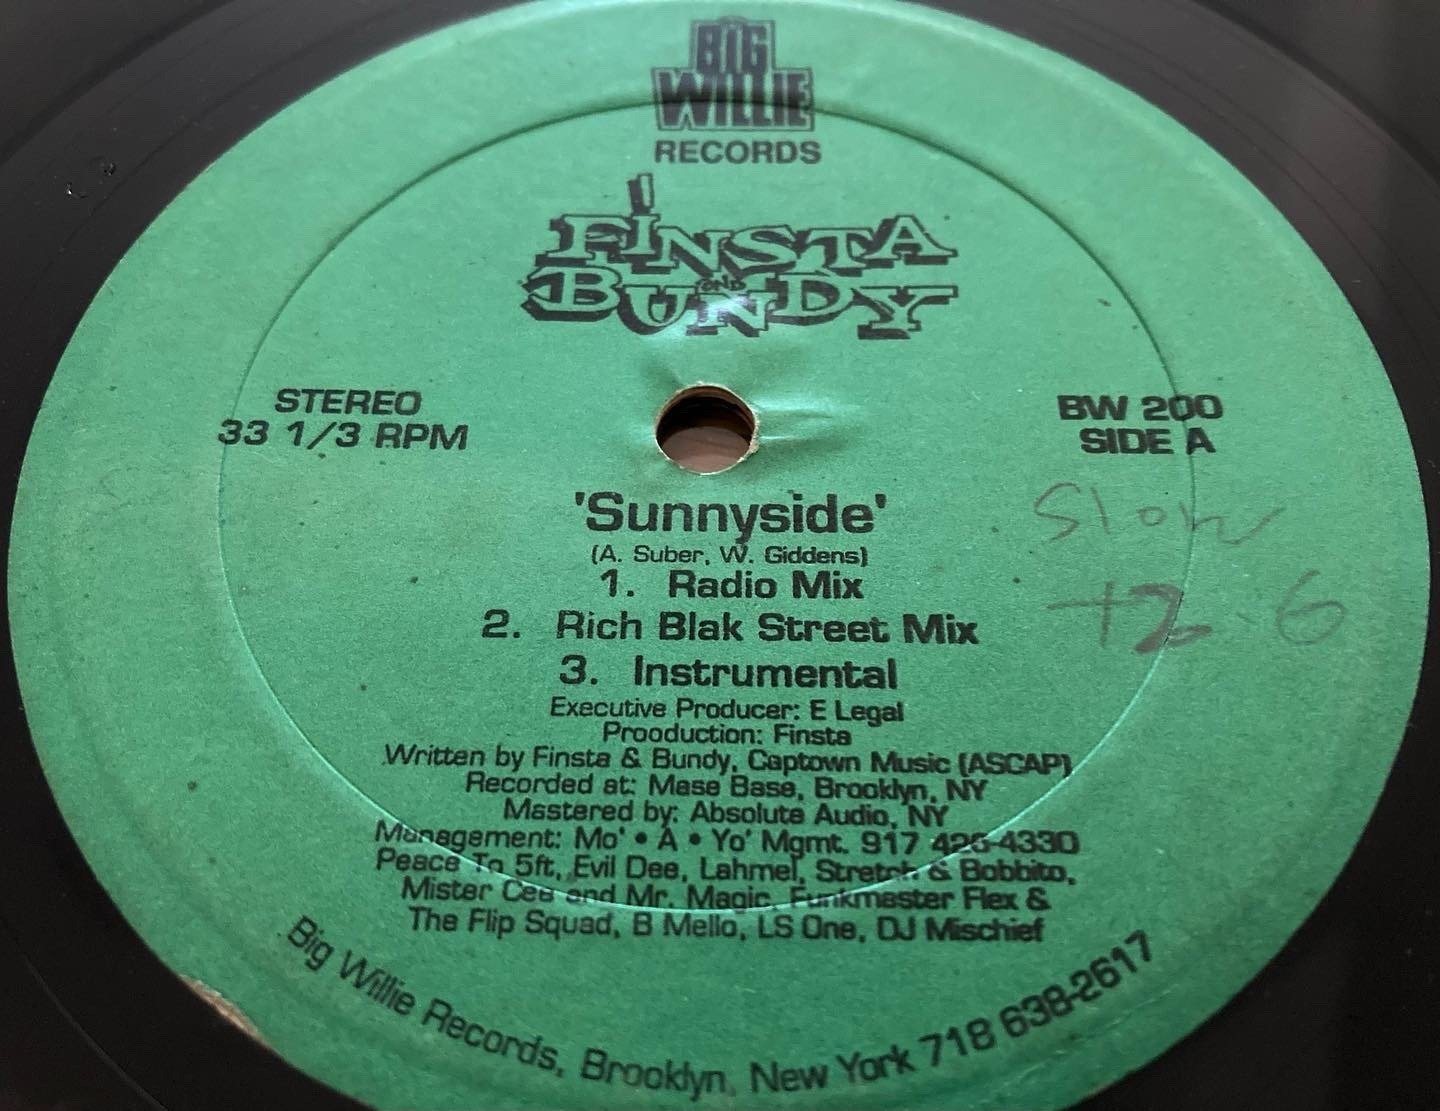 BIG
WILLIE
RECORDS
FINSTA
AND
BUNDY
STEREO
33 1/3 RPM
BW 200
SIDE A
'Sunnyside'
(A. Suber, W. Giddens)
1. Radio Mix
2. Rich Blak Street Mix
3. Instrumental
Slow
+2.6
Executive Producer: E Legal
Prooduction: Finsta
Written by Finsta & Bundy, Captown Music (ASCAP)
Recorded at: Mase Base, Brooklyn, NY
Mastered by: Absolute Audio, NY
Management: Mo' • A • Yo' Mgmt. 917 426-4330
Peace To 5ft, Evil Dee, Lahmel, Stretch & Bobbito,
Mister Cee and Mr. Magic, Funkmaster Flex &
The Flip Squad, B Mello, LS One, DJ Mischief
Big Willie Records, Brooklyn, New York 718 638-2617